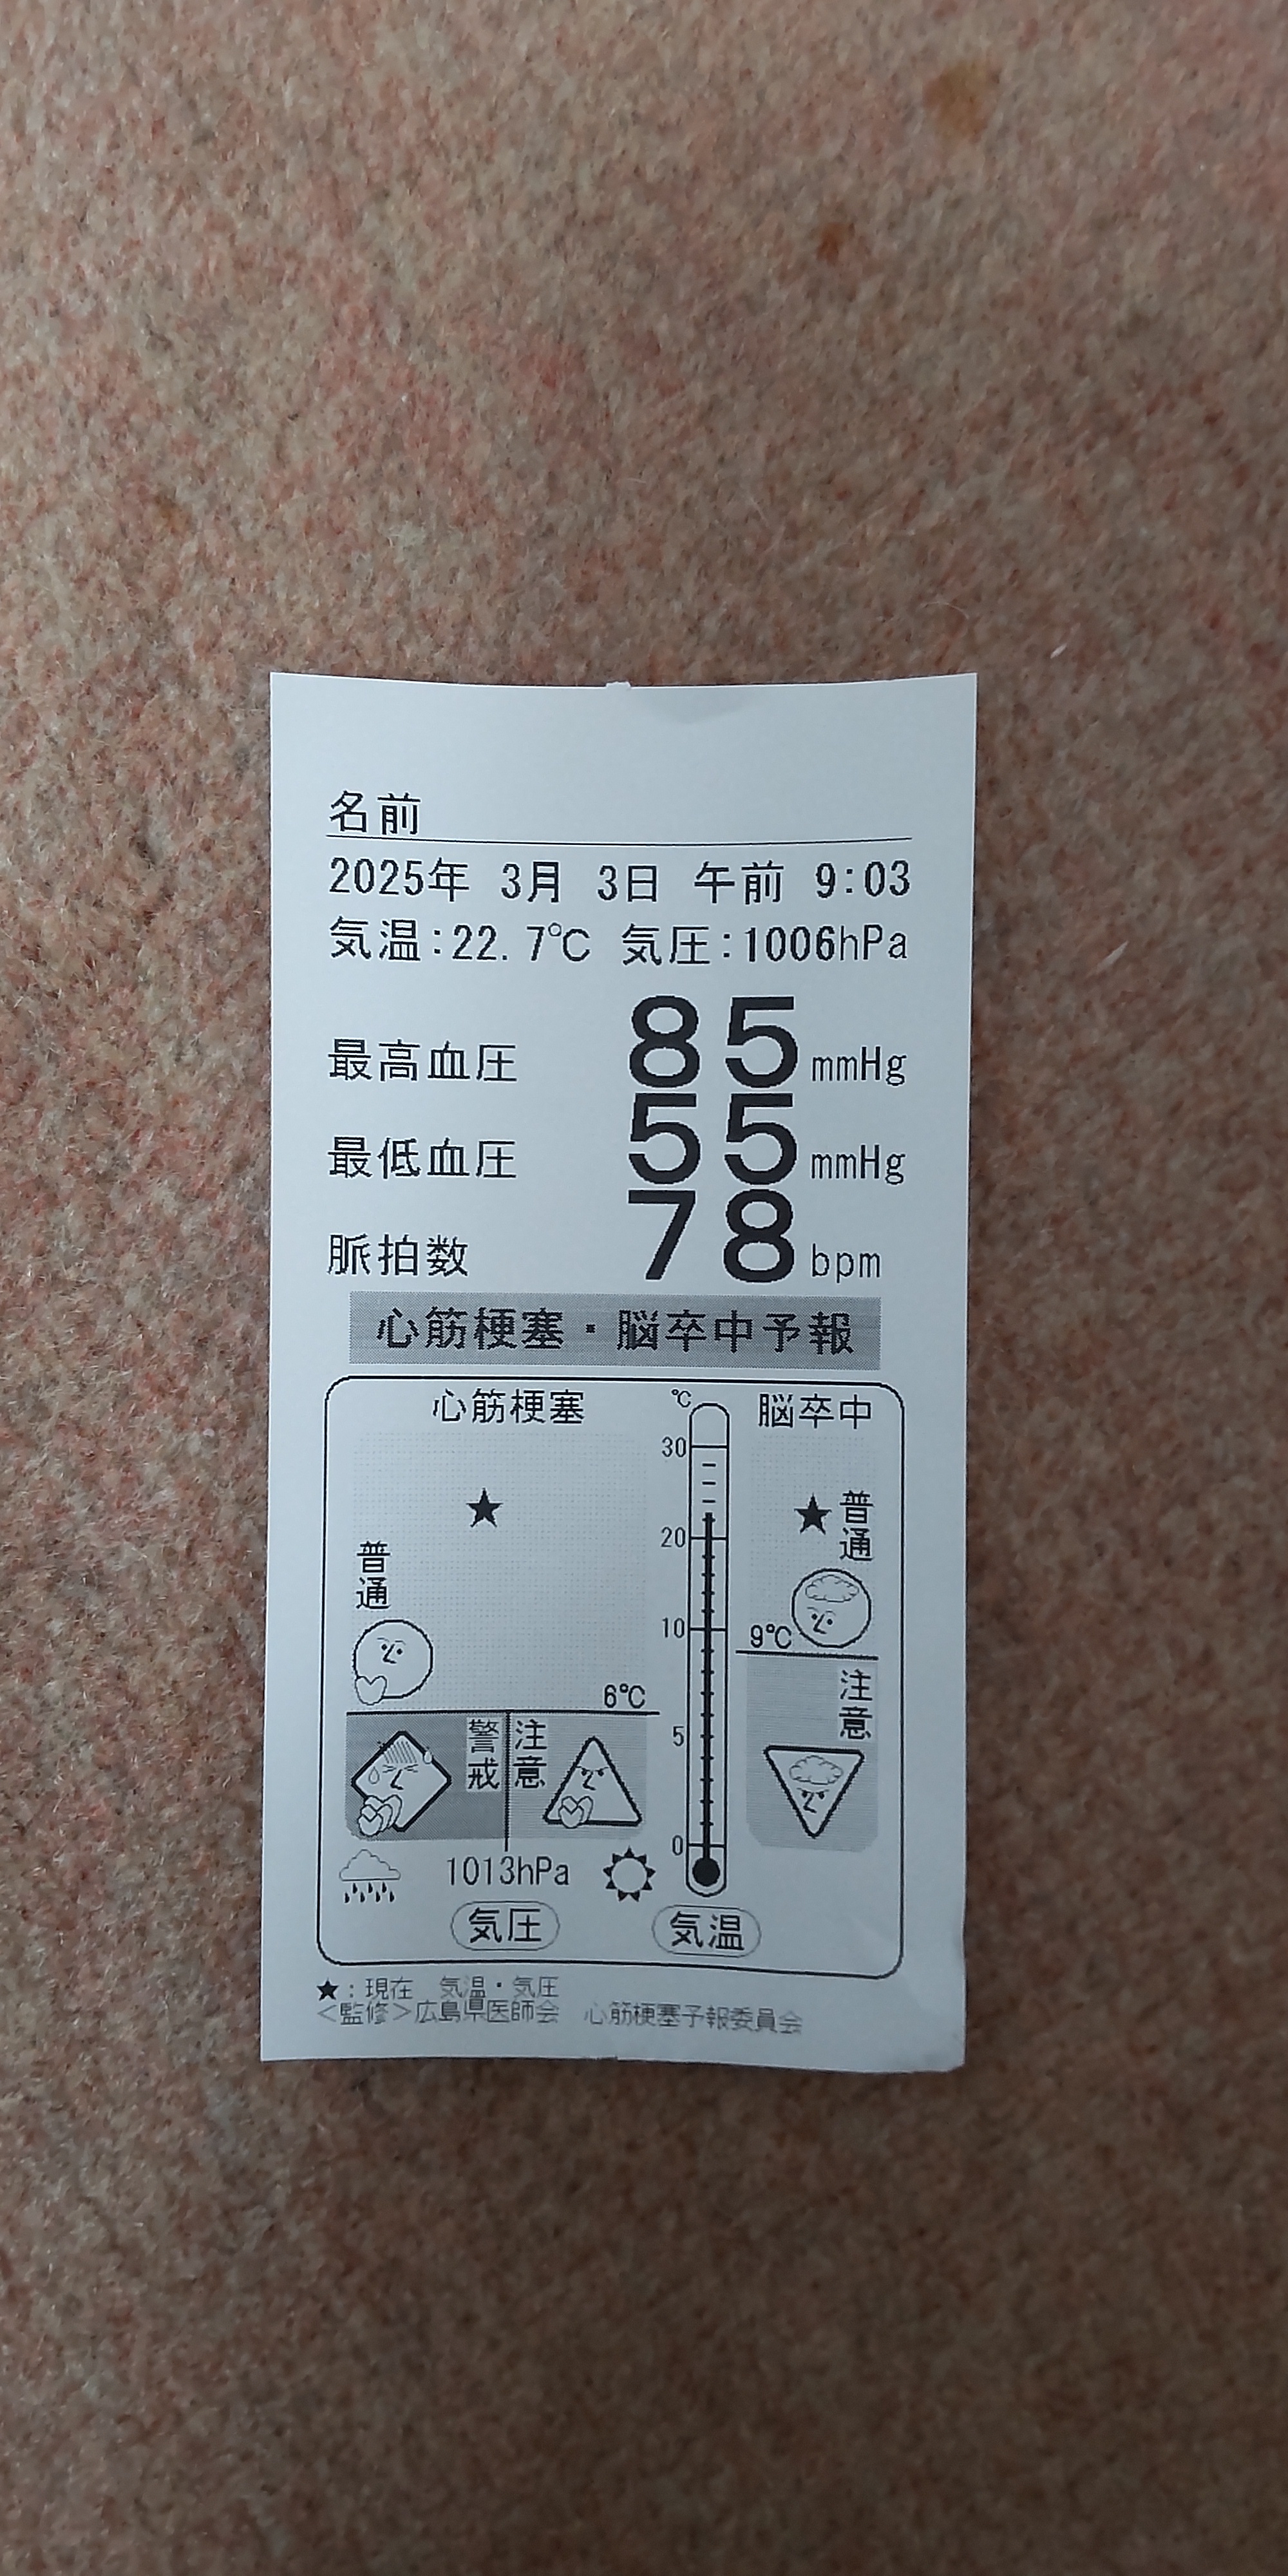 名前
2025年 3月 3日 午前 9:03
気温:22.7℃ 気圧:1006hPa
最高血圧 85 mmHg
最低血圧 55 mmHg
脈拍数 78 bpm
心筋梗塞・脳卒中予報
心筋梗塞 ℃ 脳卒中
30
★ ★ 普通
20
普通
10
9℃
6℃
警戒 注意 5 注意
0
1013hPa
気圧 気温
★:現在 気温・気圧
<監修>広島県医師会 心筋梗塞予報委員会